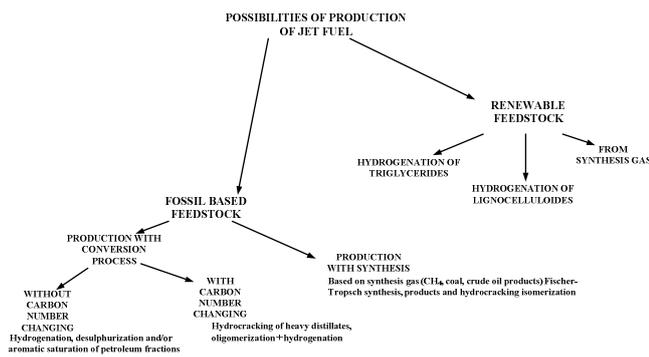 POSSIBILITIES OF PRODUCTION
OF JET FUEL
RENEWABLE
FEEDSTOCK
FROM
SYNTHESIS GAS
HYDROGENATION OF
TRIGLYCERIDES
HYDROGENATION OF
LIGNOCELLULOIDES
FOSSIL BASED
FEEDSTOCK
PRODUCTION WITH
CONVERSION
PROCESS
PRODUCTION
WITH SYNTHESIS
Based on synthesis gas (CH₄, coal, crude oil products) Fischer-
Tropsch synthesis, products and hydrocracking isomerization
WITHOUT
CARBON
NUMBER
CHANGING
Hydrogenation, desulphurization and/or
aromatic saturation of petroleum fractions
WITH
CARBON
NUMBER
CHANGING
Hydrocracking of heavy distillates,
oligomerization+hydrogenation